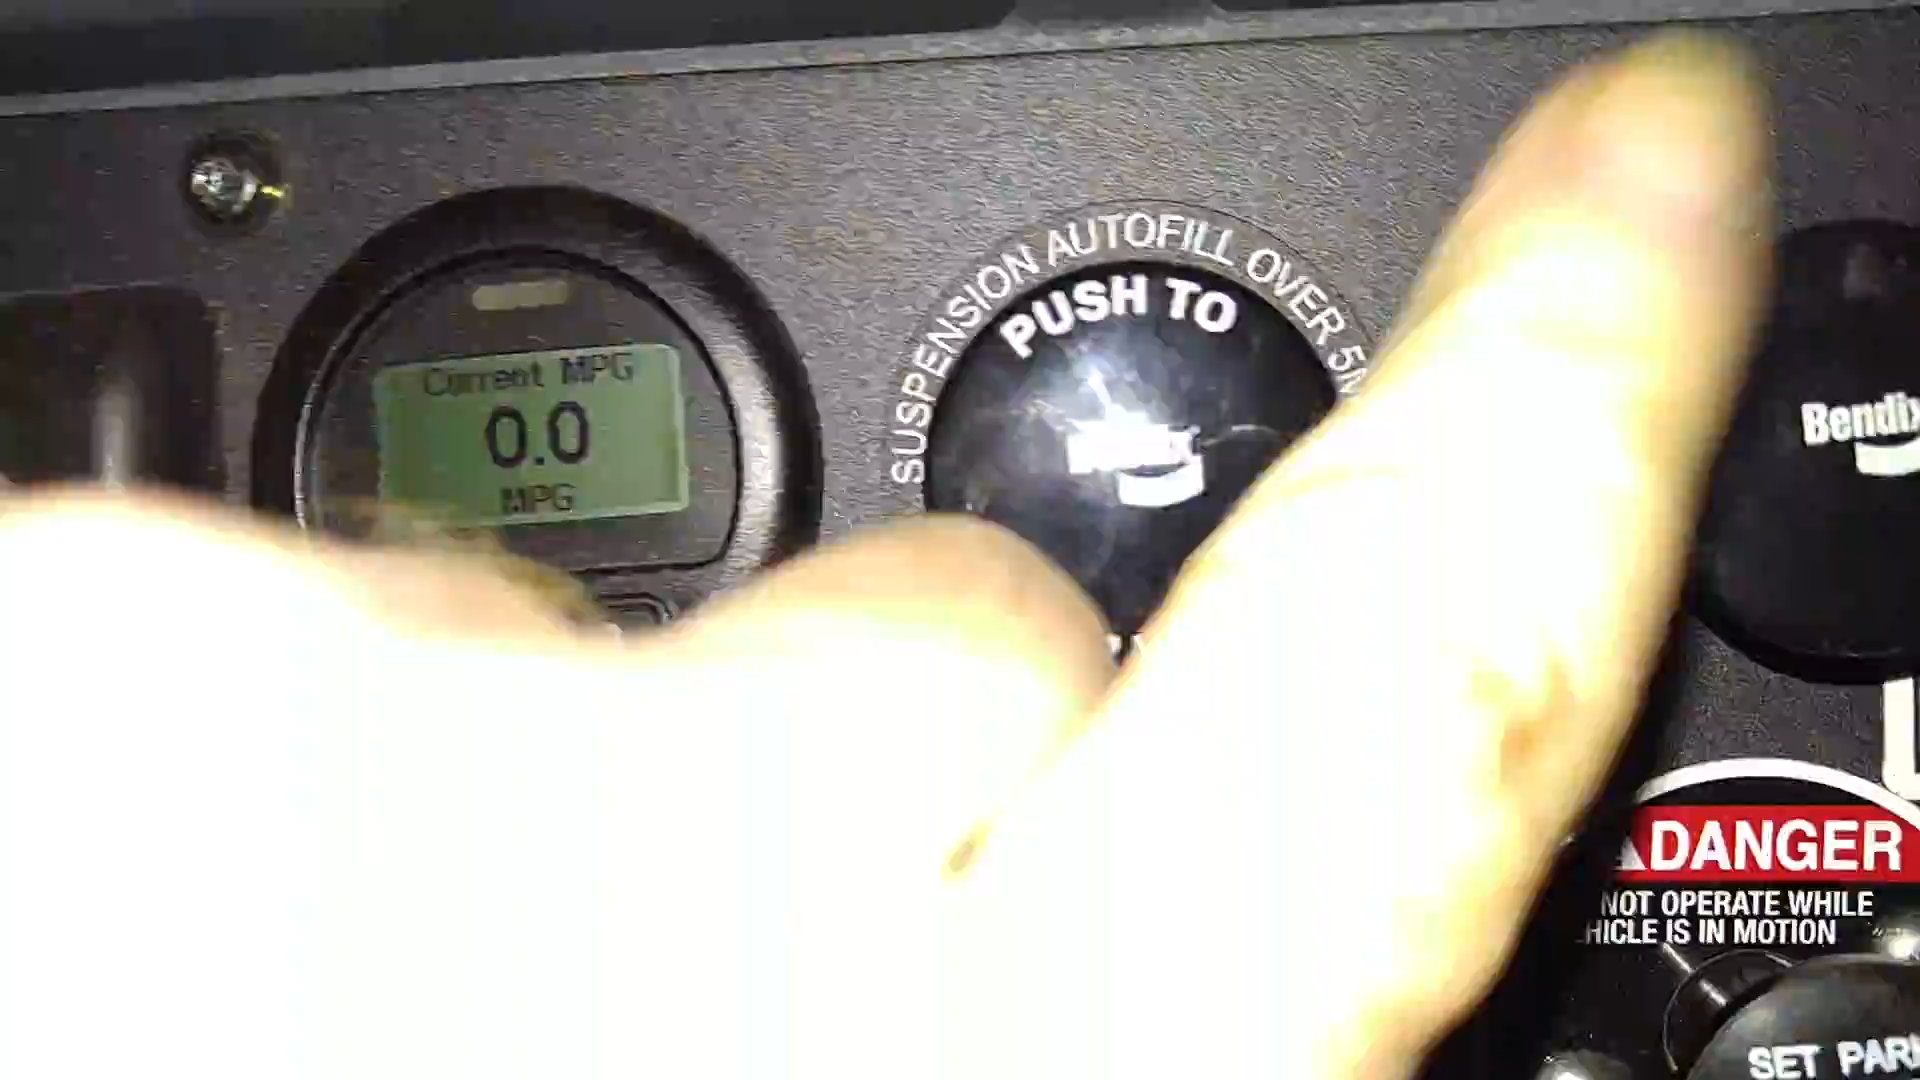 Current MPG
0.0
MPG
SUSPENSION AUTOFILL OVER 5M
PUSH TO
Bendix
DANGER
NOT OPERATE WHILE
HICLE IS IN MOTION
SET PARK